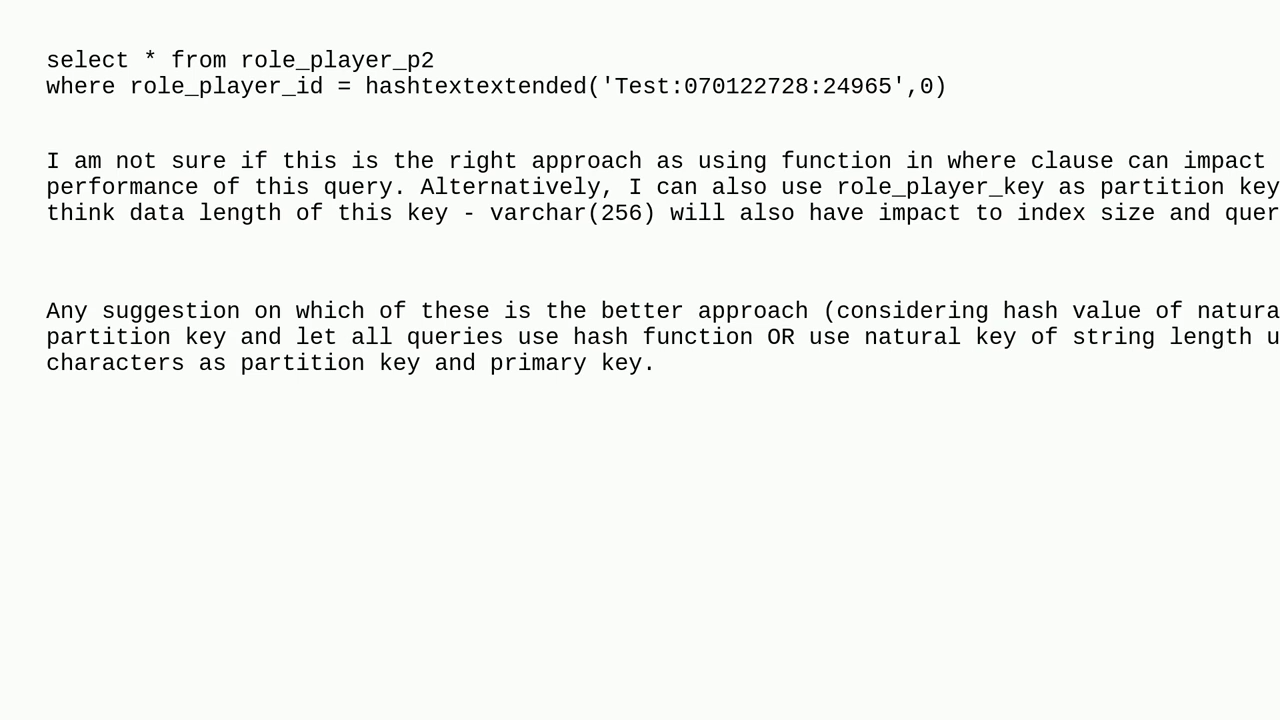 select * from role_player_p2
where role_player_id = hashtextextended('Test:070122728:24965',0)
I am not sure if this is the right approach as using function in where clause can impact
performance of this query. Alternatively, I can also use role_player_key as partition key
think data length of this key - varchar(256) will also have impact to index size and quer
Any suggestion on which of these is the better approach (considering hash value of natura
partition key and let all queries use hash function OR use natural key of string length u
characters as partition key and primary key.